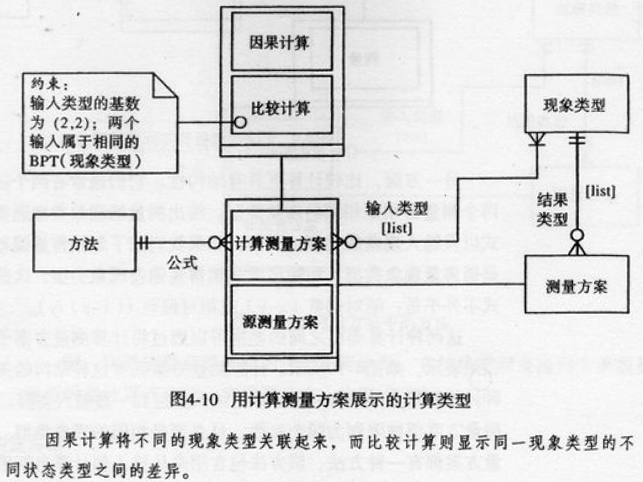 因果计算
比较计算
约束:
输入类型的基数
为 (2,2); 两个
输入属于相同的
BPT(现象类型)
现象类型
输入类型
[list]
结果
类型
[list]
方法
公式
计算测量方案
源测量方案
测量方案
图4-10 用计算测量方案展示的计算类型
因果计算将不同的现象类型关联起来，而比较计算则显示同一现象类型的不
同状态类型之间的差异。